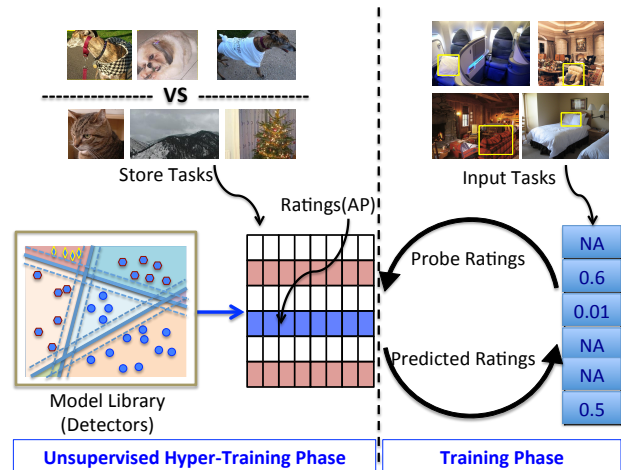 VS
Store Tasks
Input Tasks
Ratings(AP)
NA
0.6
0.01
NA
NA
0.5
Probe Ratings
Predicted Ratings
Model Library
(Detectors)
Unsupervised Hyper-Training Phase
Training Phase